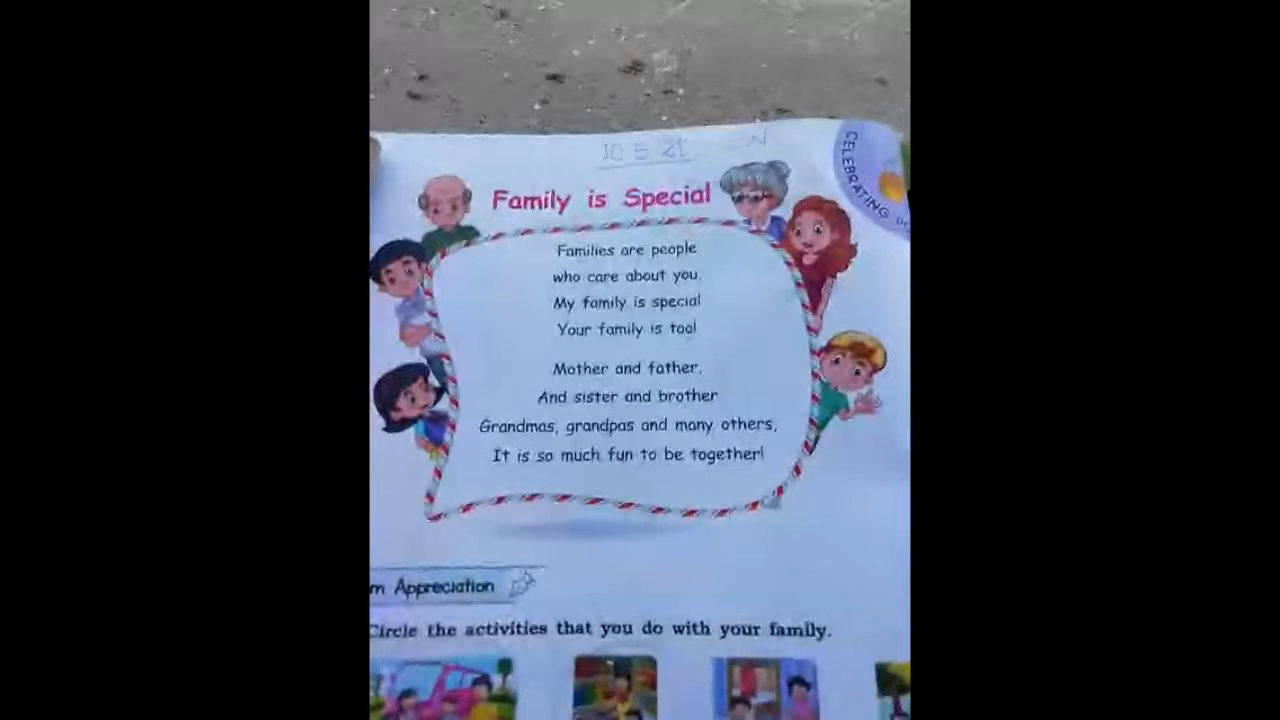 10 5 21
N
CELEBRATING
Family is Special
Families are people
who care about you.
My family is special
Your family is too!
Mother and father,
And sister and brother
Grandmas, grandpas and many others,
It is so much fun to be together!
m Appreciation
Circle the activities that you do with your family.